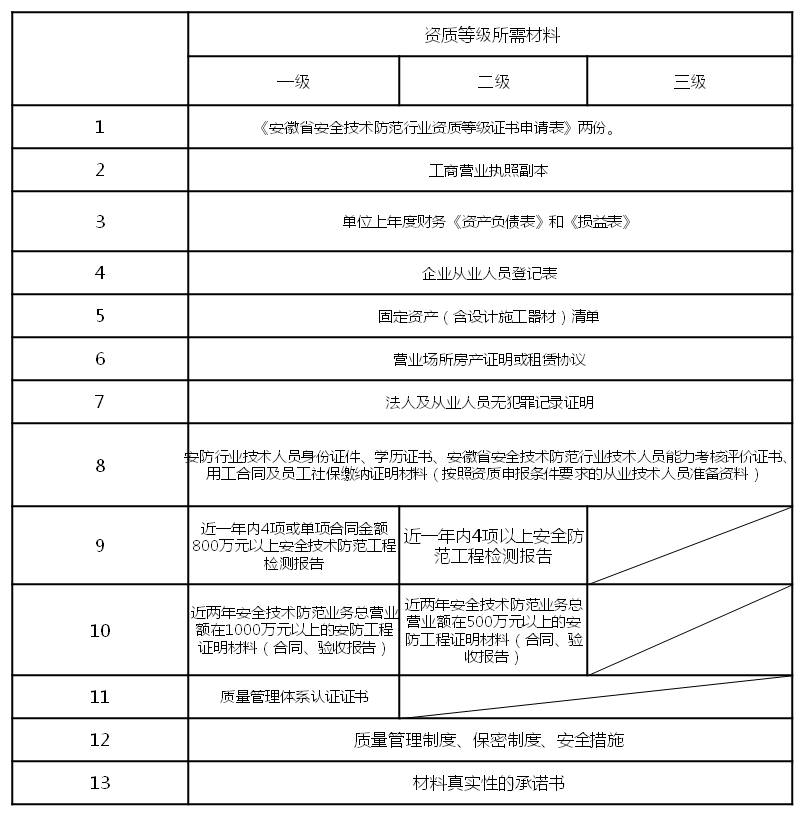 资质等级所需材料
一级
二级
三级
1
《安徽省安全技术防范行业资质等级证书申请表》两份。
2
工商营业执照副本
3
单位上年度财务《资产负债表》和《损益表》
4
企业从业人员登记表
5
固定资产（含设计施工器材）清单
6
营业场所房产证明或租赁协议
7
法人及从业人员无犯罪记录证明
8
安防行业技术人员身份证件、学历证书、安徽省安全技术防范行业技术人员能力考核评价证书、
用工合同及员工社保缴纳证明材料（按照资质申报条件要求的从业技术人员准备资料）
9
近一年内4项或单项合同金额
800万元以上安全技术防范工程
检测报告
近一年内4项以上安全防
范工程检测报告
10
近两年安全技术防范业务总营业
额在1000万元以上的安防工程
证明材料（合同、验收报告）
近两年安全技术防范业务总
营业额在500万元以上的安
防工程证明材料（合同、验
收报告）
11
质量管理体系认证证书
12
质量管理制度、保密制度、安全措施
13
材料真实性的承诺书